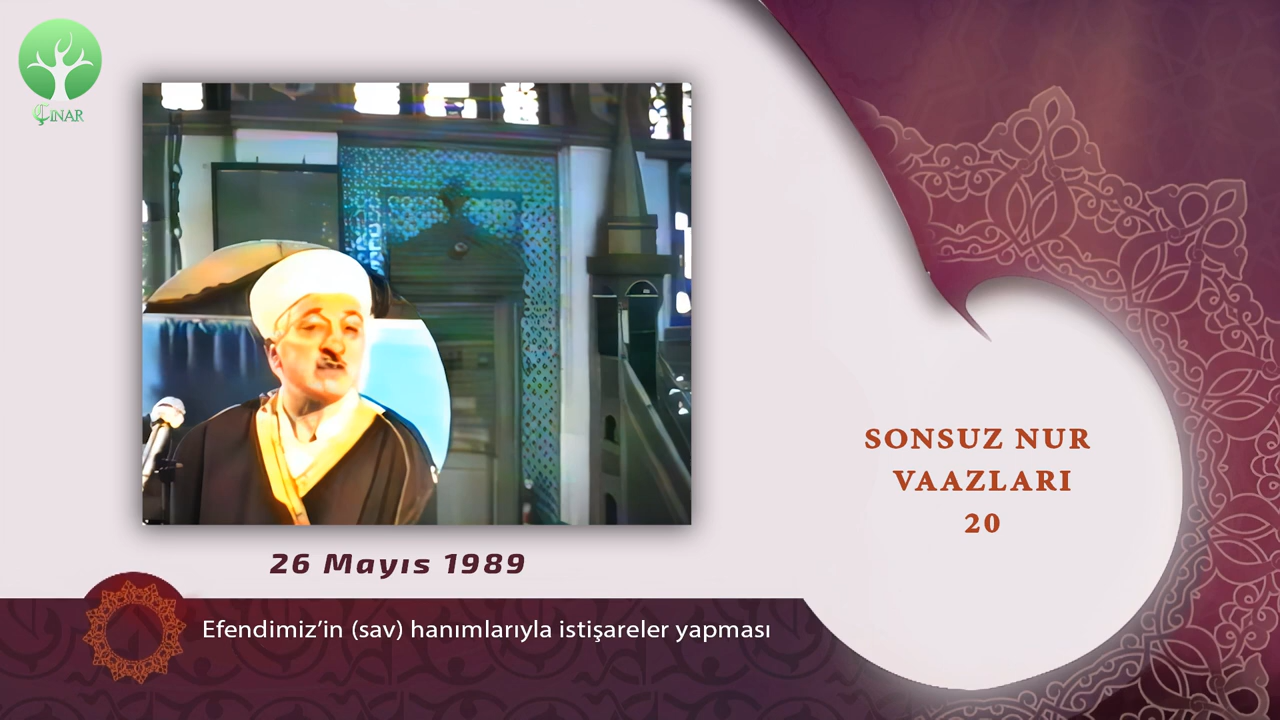 ÇINAR
SONSUZ NUR
VAAZLARI
20
26 Mayıs 1989
Efendimiz’in (sav) hanımlarıyla istişareler yapması